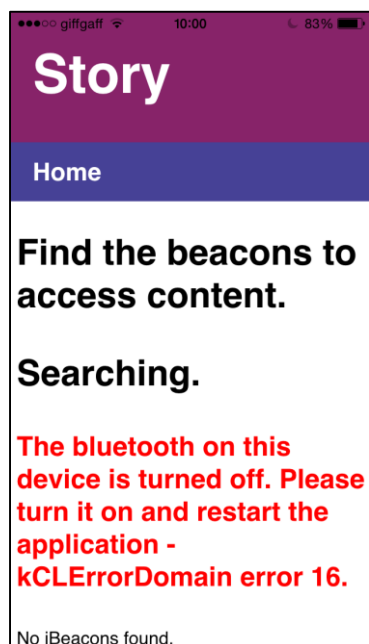 ●●●○○ giffgaff 10:00 83%
Story
Home
Find the beacons to
access content.
Searching.
The bluetooth on this
device is turned off. Please
turn it on and restart the
application -
kCLErrorDomain error 16.
No iBeacons found.